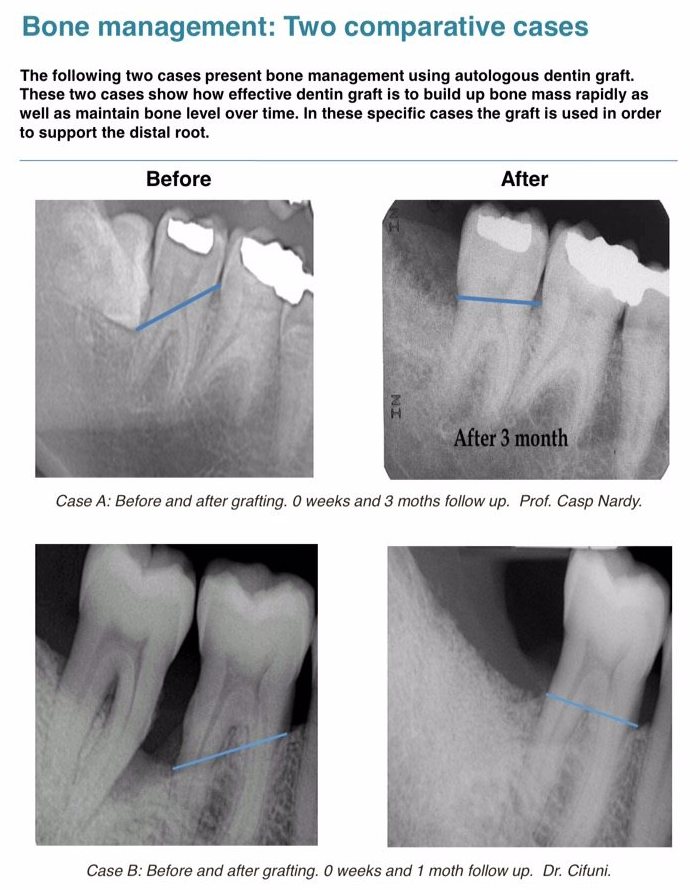 Bone management: Two comparative cases
The following two cases present bone management using autologous dentin graft.
These two cases show how effective dentin graft is to build up bone mass rapidly as
well as maintain bone level over time. In these specific cases the graft is used in order
to support the distal root.
Before
After
After 3 month
Case A: Before and after grafting. 0 weeks and 3 moths follow up.  Prof. Casp Nardy.
Case B: Before and after grafting. 0 weeks and 1 moth follow up.  Dr. Cifuni.